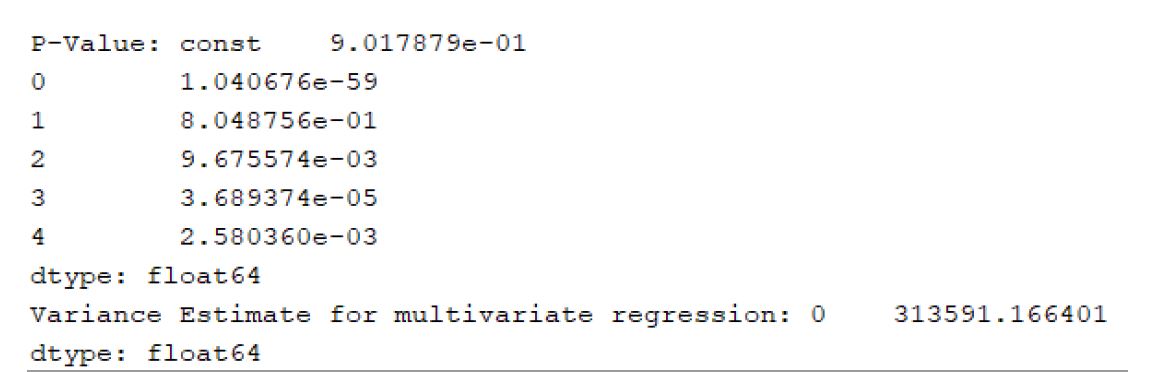 P-Value: const    9.017879e-01
0        1.040676e-59
1        8.048756e-01
2        9.675574e-03
3        3.689374e-05
4        2.580360e-03
dtype: float64
Variance Estimate for multivariate regression: 0    313591.166401
dtype: float64